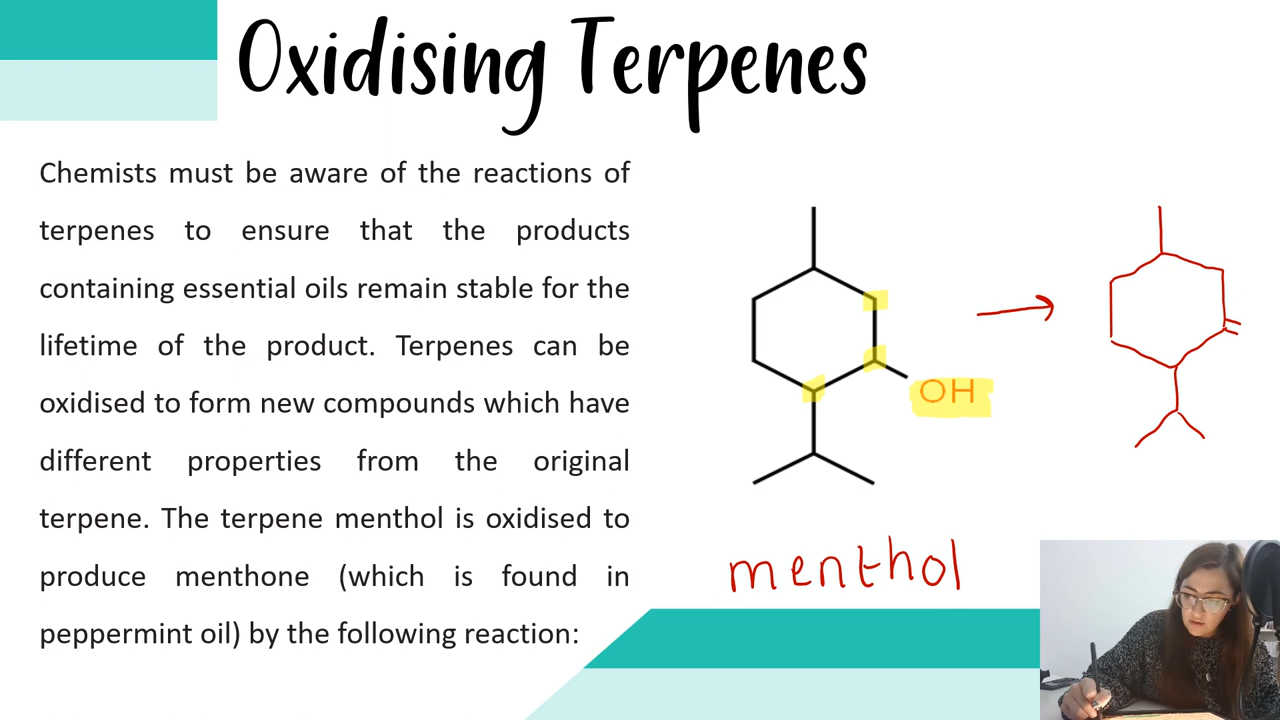 Oxidising Terpenes
Chemists must be aware of the reactions of
terpenes to ensure that the products
containing essential oils remain stable for the
lifetime of the product. Terpenes can be
oxidised to form new compounds which have
different properties from the original
terpene. The terpene menthol is oxidised to
produce menthone (which is found in
peppermint oil) by the following reaction:
OH
menthol